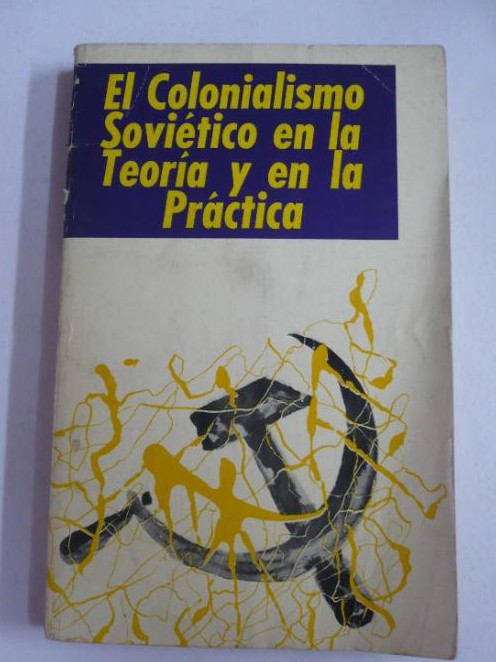 El Colonialismo
Soviético en la
Teoría y en la
Práctica